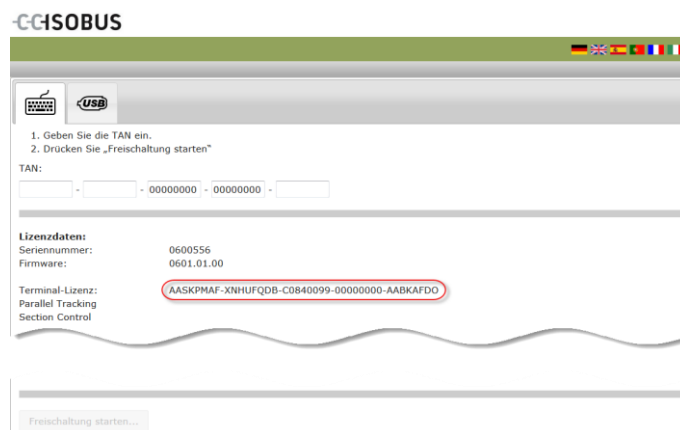 CCISOBUS
USB
1. Geben Sie die TAN ein.
2. Drücken Sie „Freischaltung starten"
TAN:
- - 00000000 - 00000000 -
Lizenzdaten:
Seriennummer: 0600556
Firmware: 0601.01.00
Terminal-Lizenz: AASKPMAF-XNHUFQDB-C0840099-00000000-AABKAFDO
Parallel Tracking
Section Control
Freischaltung starten...